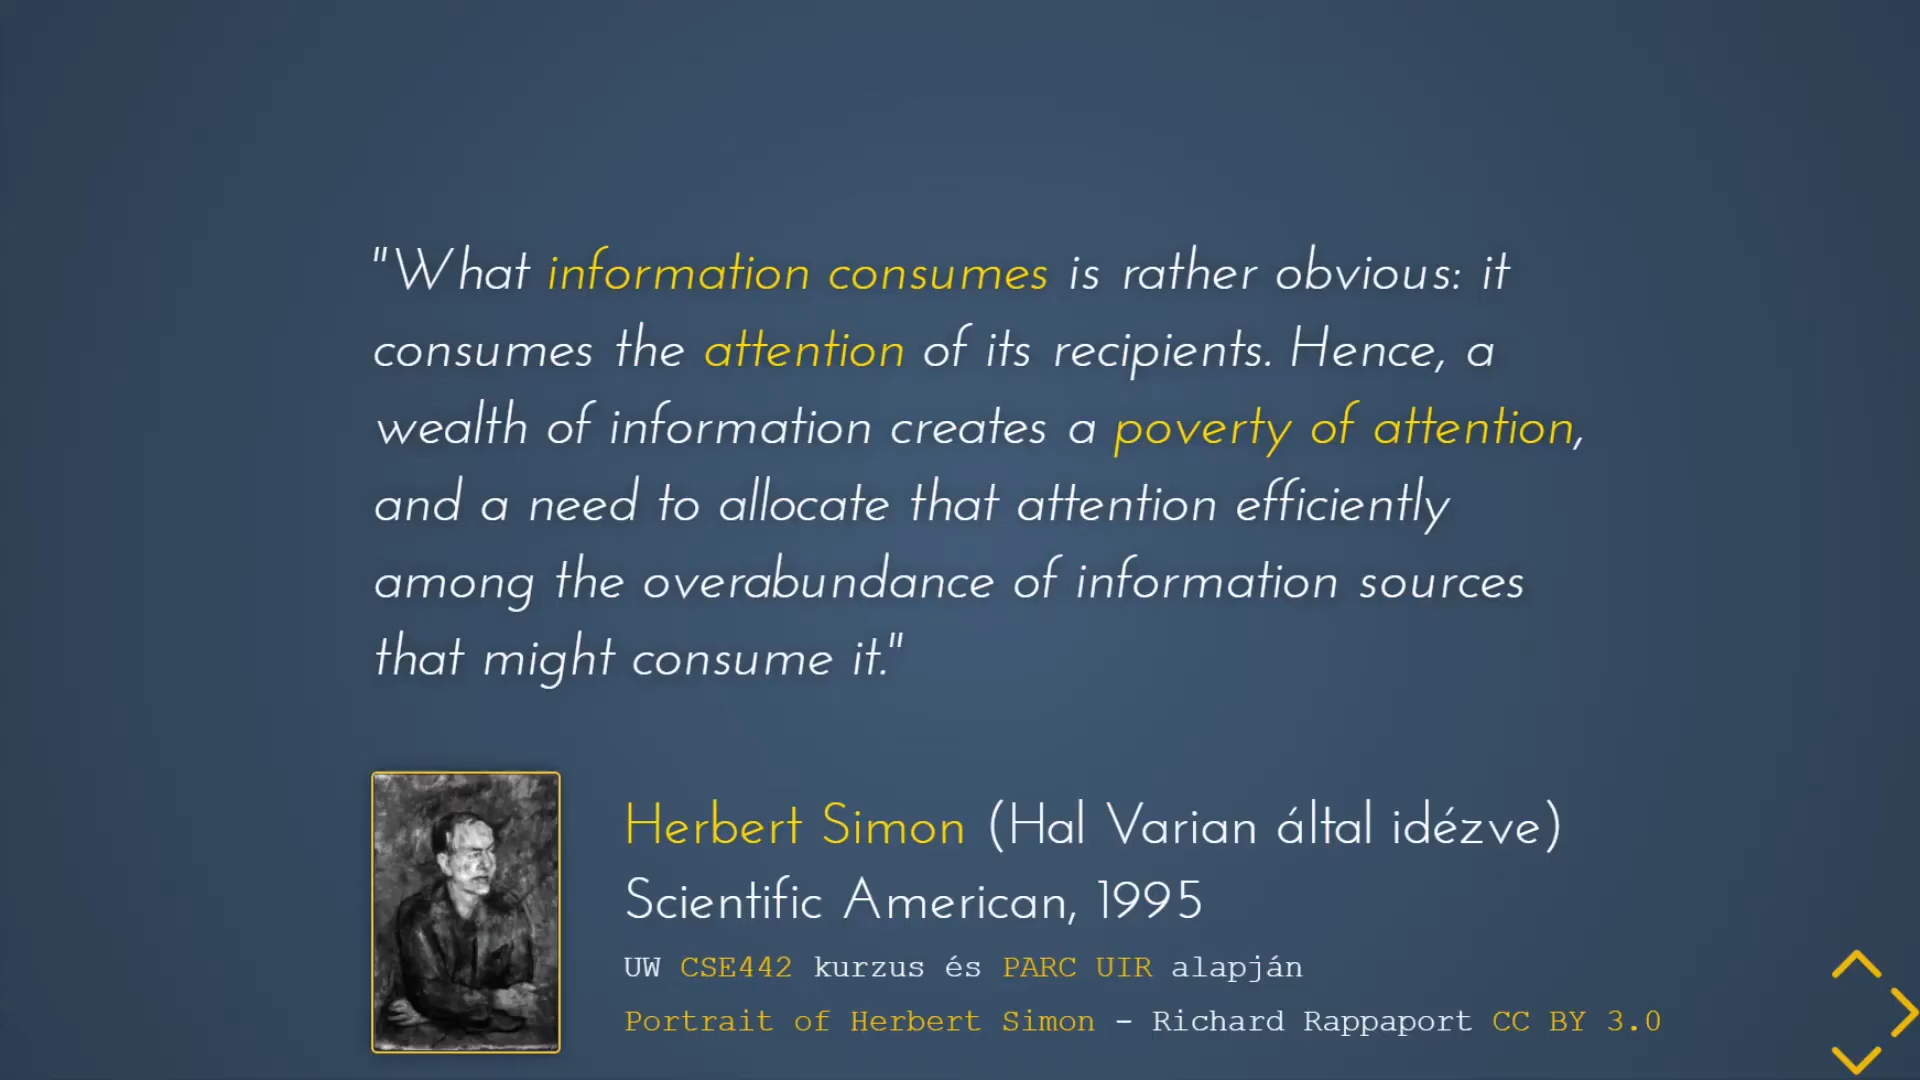 "What information consumes is rather obvious: it
consumes the attention of its recipients. Hence, a
wealth of information creates a poverty of attention,
and a need to allocate that attention efficiently
among the overabundance of information sources
that might consume it."
Herbert Simon (Hal Varian által idézve)
Scientific American, 1995
UW CSE442 kurzus és PARC UIR alapján
Portrait of Herbert Simon - Richard Rappaport CC BY 3.0